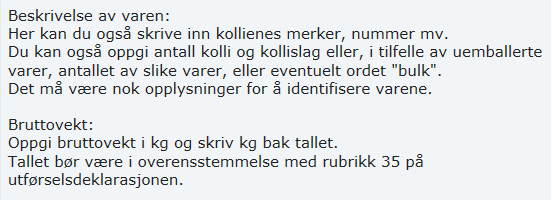 Beskrivelse av varen:
Her kan du også skrive inn kollienes merker, nummer mv.
Du kan også oppgi antall kolli og kollislag eller, i tilfelle av uemballerte
varer, antallet av slike varer, eller eventuelt ordet "bulk".
Det må være nok opplysninger for å identifisere varene.

Bruttovekt:
Oppgi bruttovekt i kg og skriv kg bak tallet.
Tallet bør være i overensstemmelse med rubrikk 35 på
utførselsdeklarasjonen.